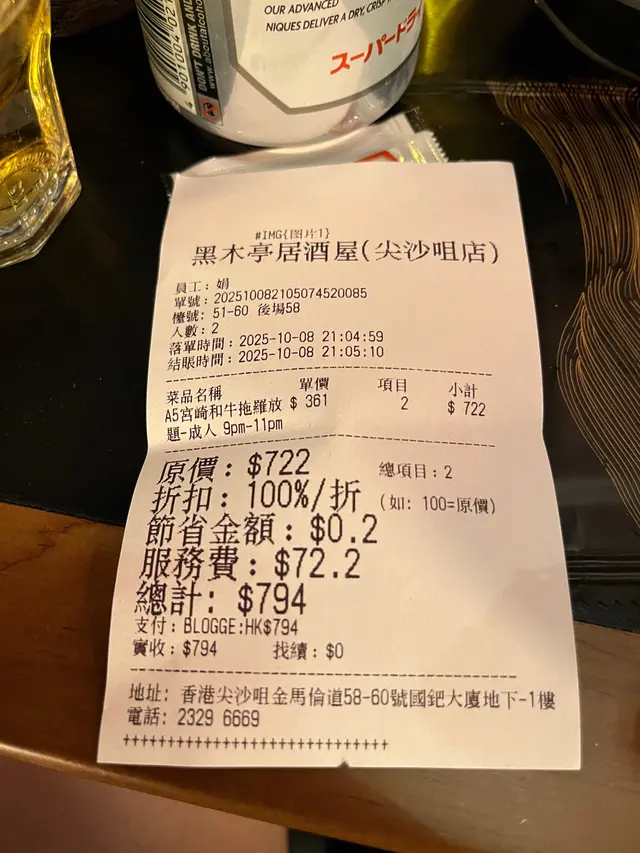 OUR ADVANCED
NIQUES DELIVER A DRY, CRISP
スーパードラ
DON'T DRINK AND
4 901004 02
#IMG{图片1}
黑木亭居酒屋(尖沙咀店)
員工: 娟
單號: 202510082105074520085
檯號: 51-60 後場58
人數: 2
落單時間: 2025-10-08 21:04:59
結賬時間: 2025-10-08 21:05:10
菜品名稱 單價 項目 小計
A5宮崎和牛拖羅放 $ 361 2 $ 722
題-成人 9pm-11pm
原價: $722 總項目: 2
折扣: 100%/折 (如: 100=原價)
節省金額: $0.2
服務費: $72.2
總計: $794
支付: BLOGGE:HK$794
實收: $794 找續: $0
地址: 香港尖沙咀金馬倫道58-60號國鈀大廈地下-1樓
電話: 2329 6669
++++++++++++++++++++++++++++